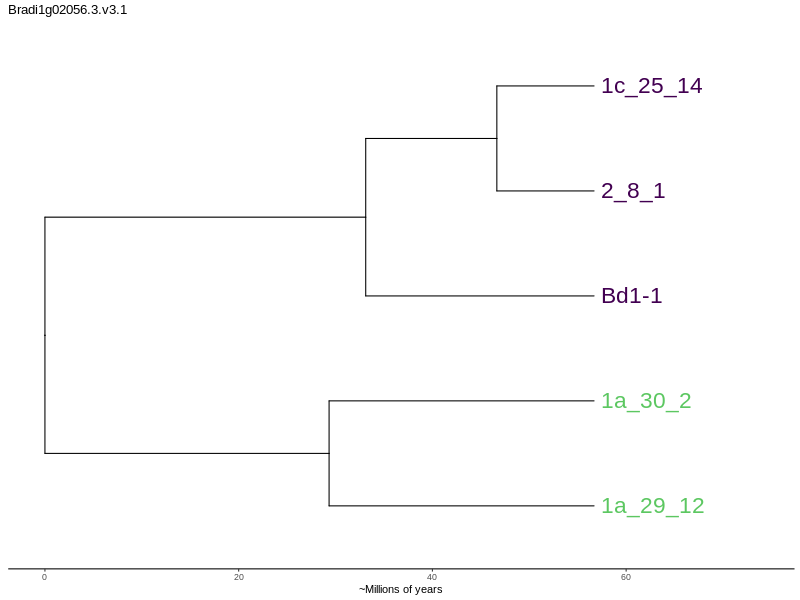 Bradi1g02056.3.v3.1
1c_25_14
2_8_1
Bd1-1
1a_30_2
1a_29_12
0 20 40 60
~Millions of years